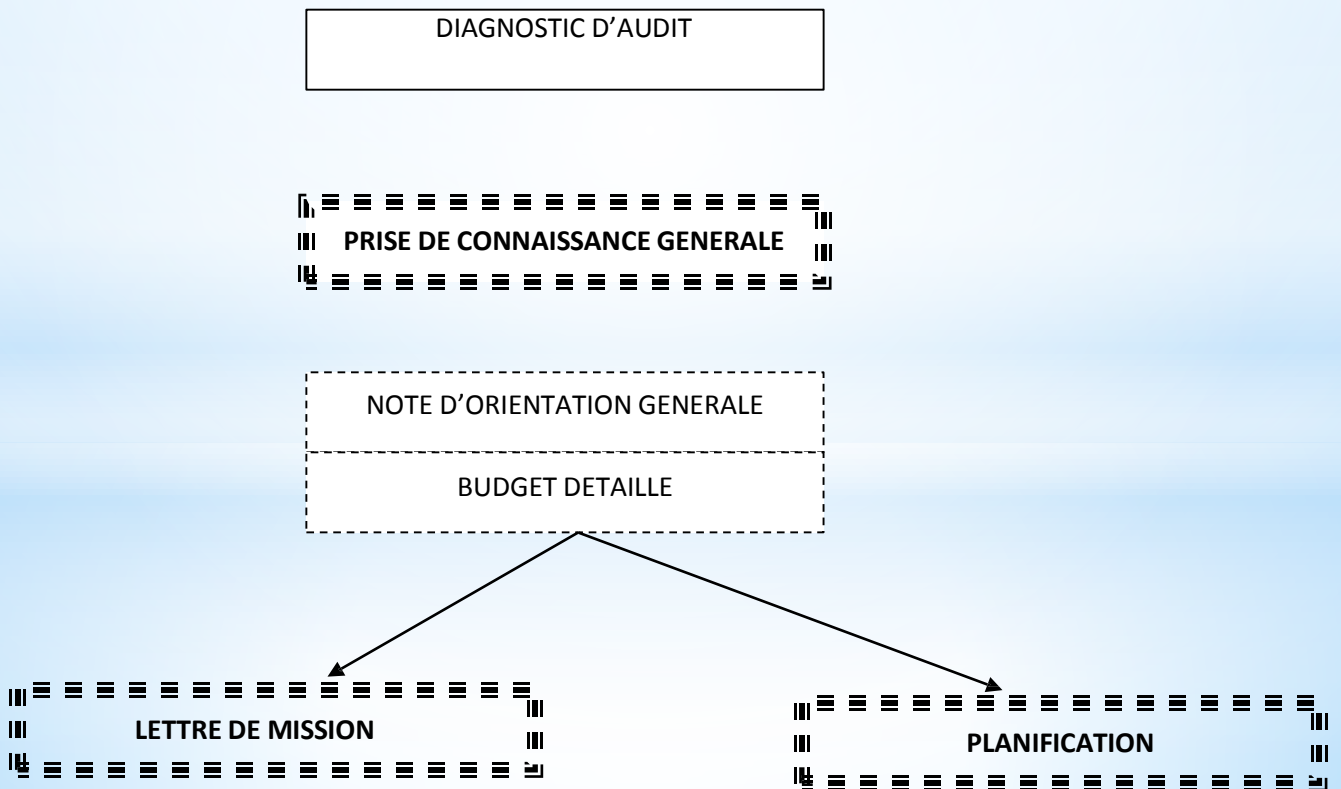 DIAGNOSTIC D’AUDIT
PRISE DE CONNAISSANCE GENERALE
NOTE D’ORIENTATION GENERALE
BUDGET DETAILLE
LETTRE DE MISSION
PLANIFICATION